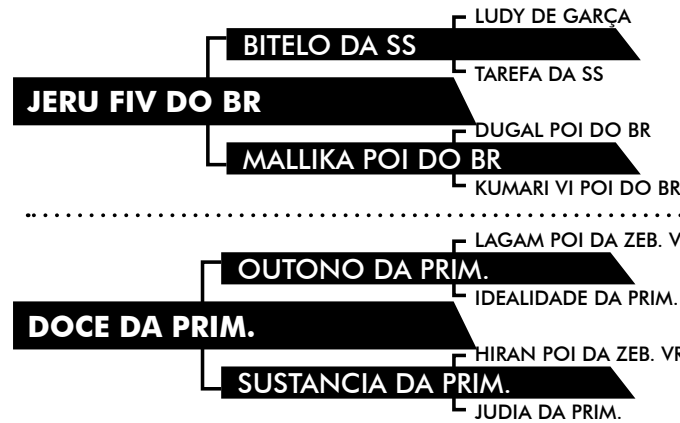 LUDY DE GARÇA
BITELO DA SS
TAREFA DA SS
JERU FIV DO BR
DUGAL POI DO BR
MALLIKA POI DO BR
KUMARI VI POI DO BR
LAGAM POI DA ZEB. V
OUTONO DA PRIM.
IDEALIDADE DA PRIM.
DOCE DA PRIM.
HIRAN POI DA ZEB. VR
SUSTANCIA DA PRIM.
JUDIA DA PRIM.